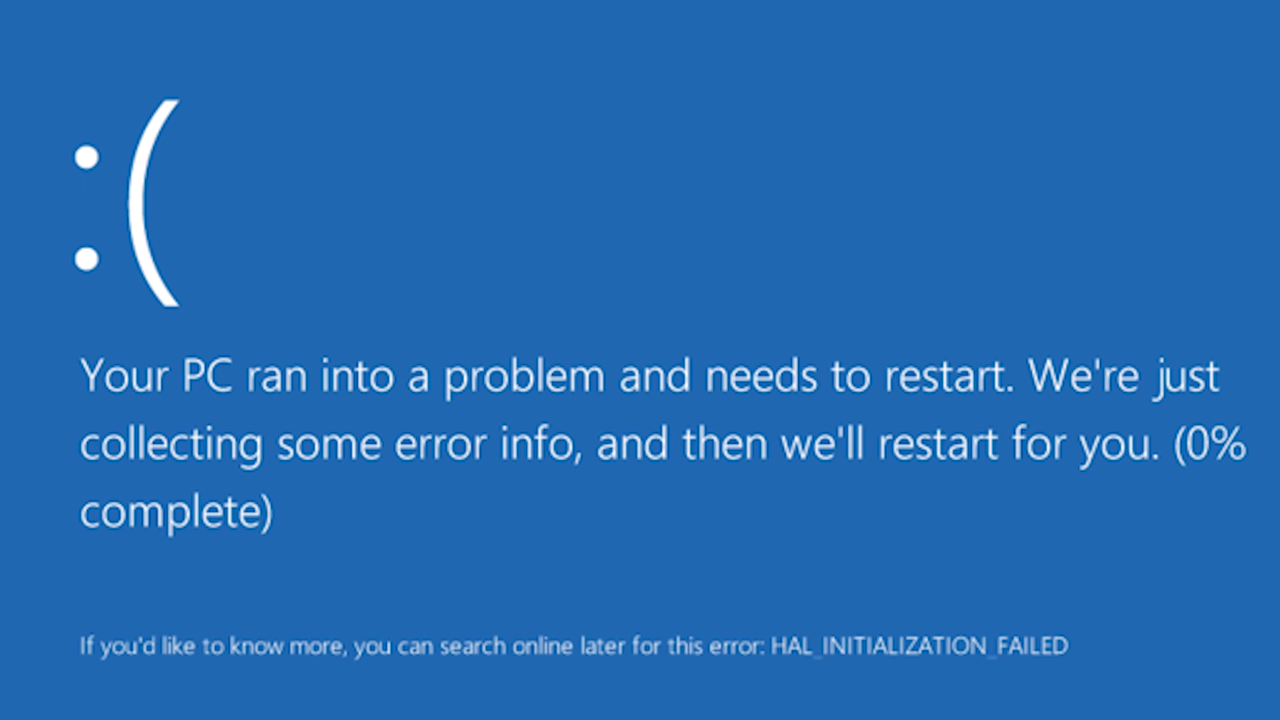 :(
Your PC ran into a problem and needs to restart. We're just
collecting some error info, and then we'll restart for you. (0%
complete)
If you'd like to know more, you can search online later for this error: HAL_INITIALIZATION_FAILED